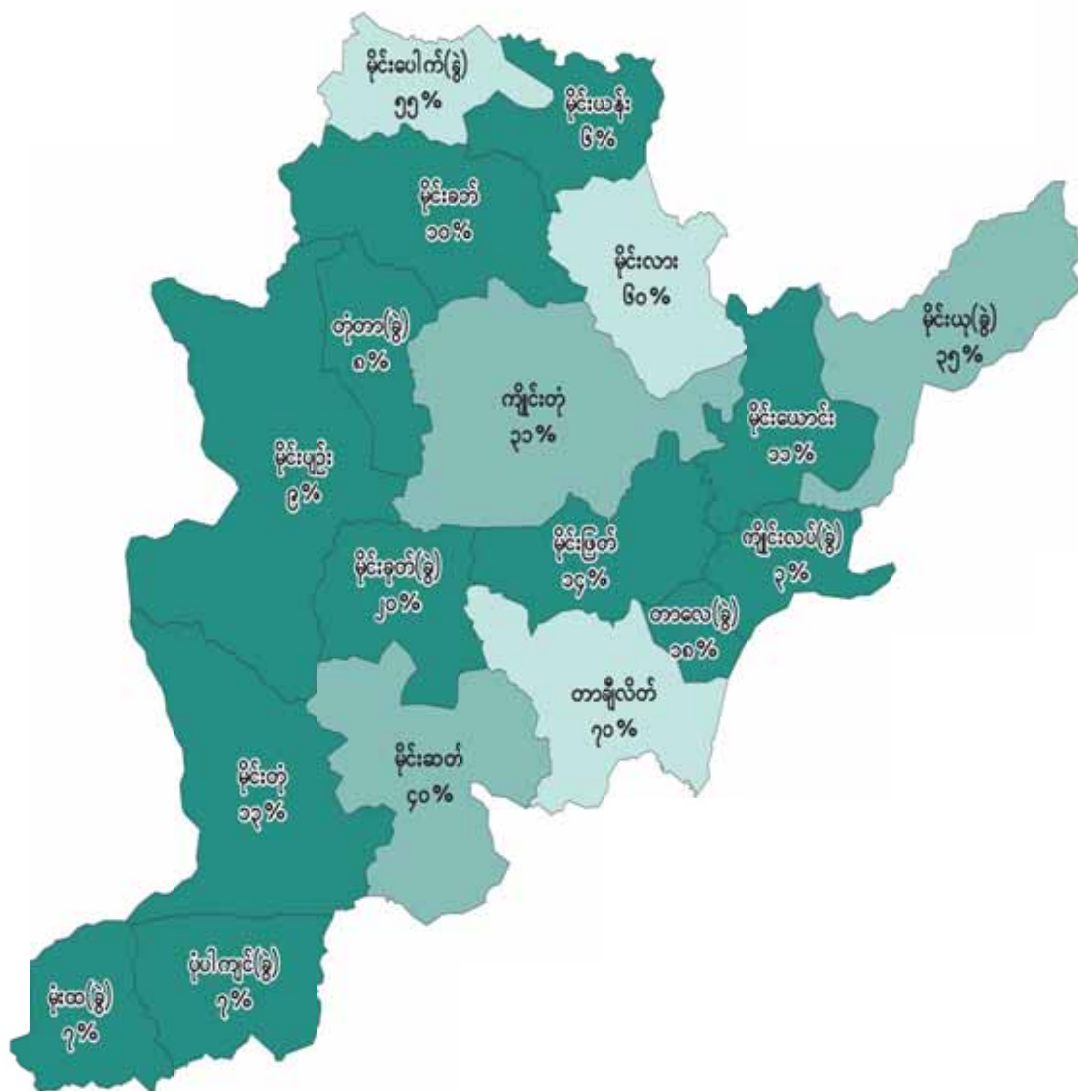 မိုင်းပေါက်(ခွဲ)
၅၅%
မိုင်းယန်း
၆%
မိုင်းခတ်
၁၀%
မိုင်းလား
၆၀%
တုံတာ(ခွဲ)
၈%
မိုင်းယု(ခွဲ)
၃၅%
ကျိုင်းတုံ
၃၁%
မိုင်းယောင်း
၁၁%
မိုင်းပျဉ်း
၉%
မိုင်းဖြတ်
၁၄%
ကျိုင်းလပ်(ခွဲ)
၃%
မိုင်းခုတ်(ခွဲ)
၂၀%
တာလေ(ခွဲ)
၁၈%
တာချီလိတ်
၇၀%
မိုင်းဆတ်
၄၀%
မိုင်းတုံ
၁၃%
ပုံပါကျင်(ခွဲ)
၇%
မုံးထ(ခွဲ)
၇%